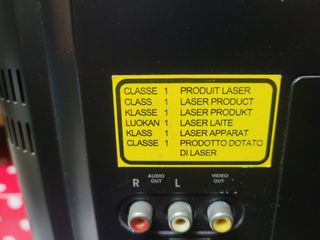 CLASSE 1 PRODUIT LASER
CLASS 1 LASER PRODUCT
KLASSE 1 LASER PRODUKT
LUOKAN 1 LASER LAITE
KLASS 1 LASER APPARAT
CLASSE 1 PRODOTTO DOTATO
DI LASER
AUDIO OUT
VIDEO OUT
R L